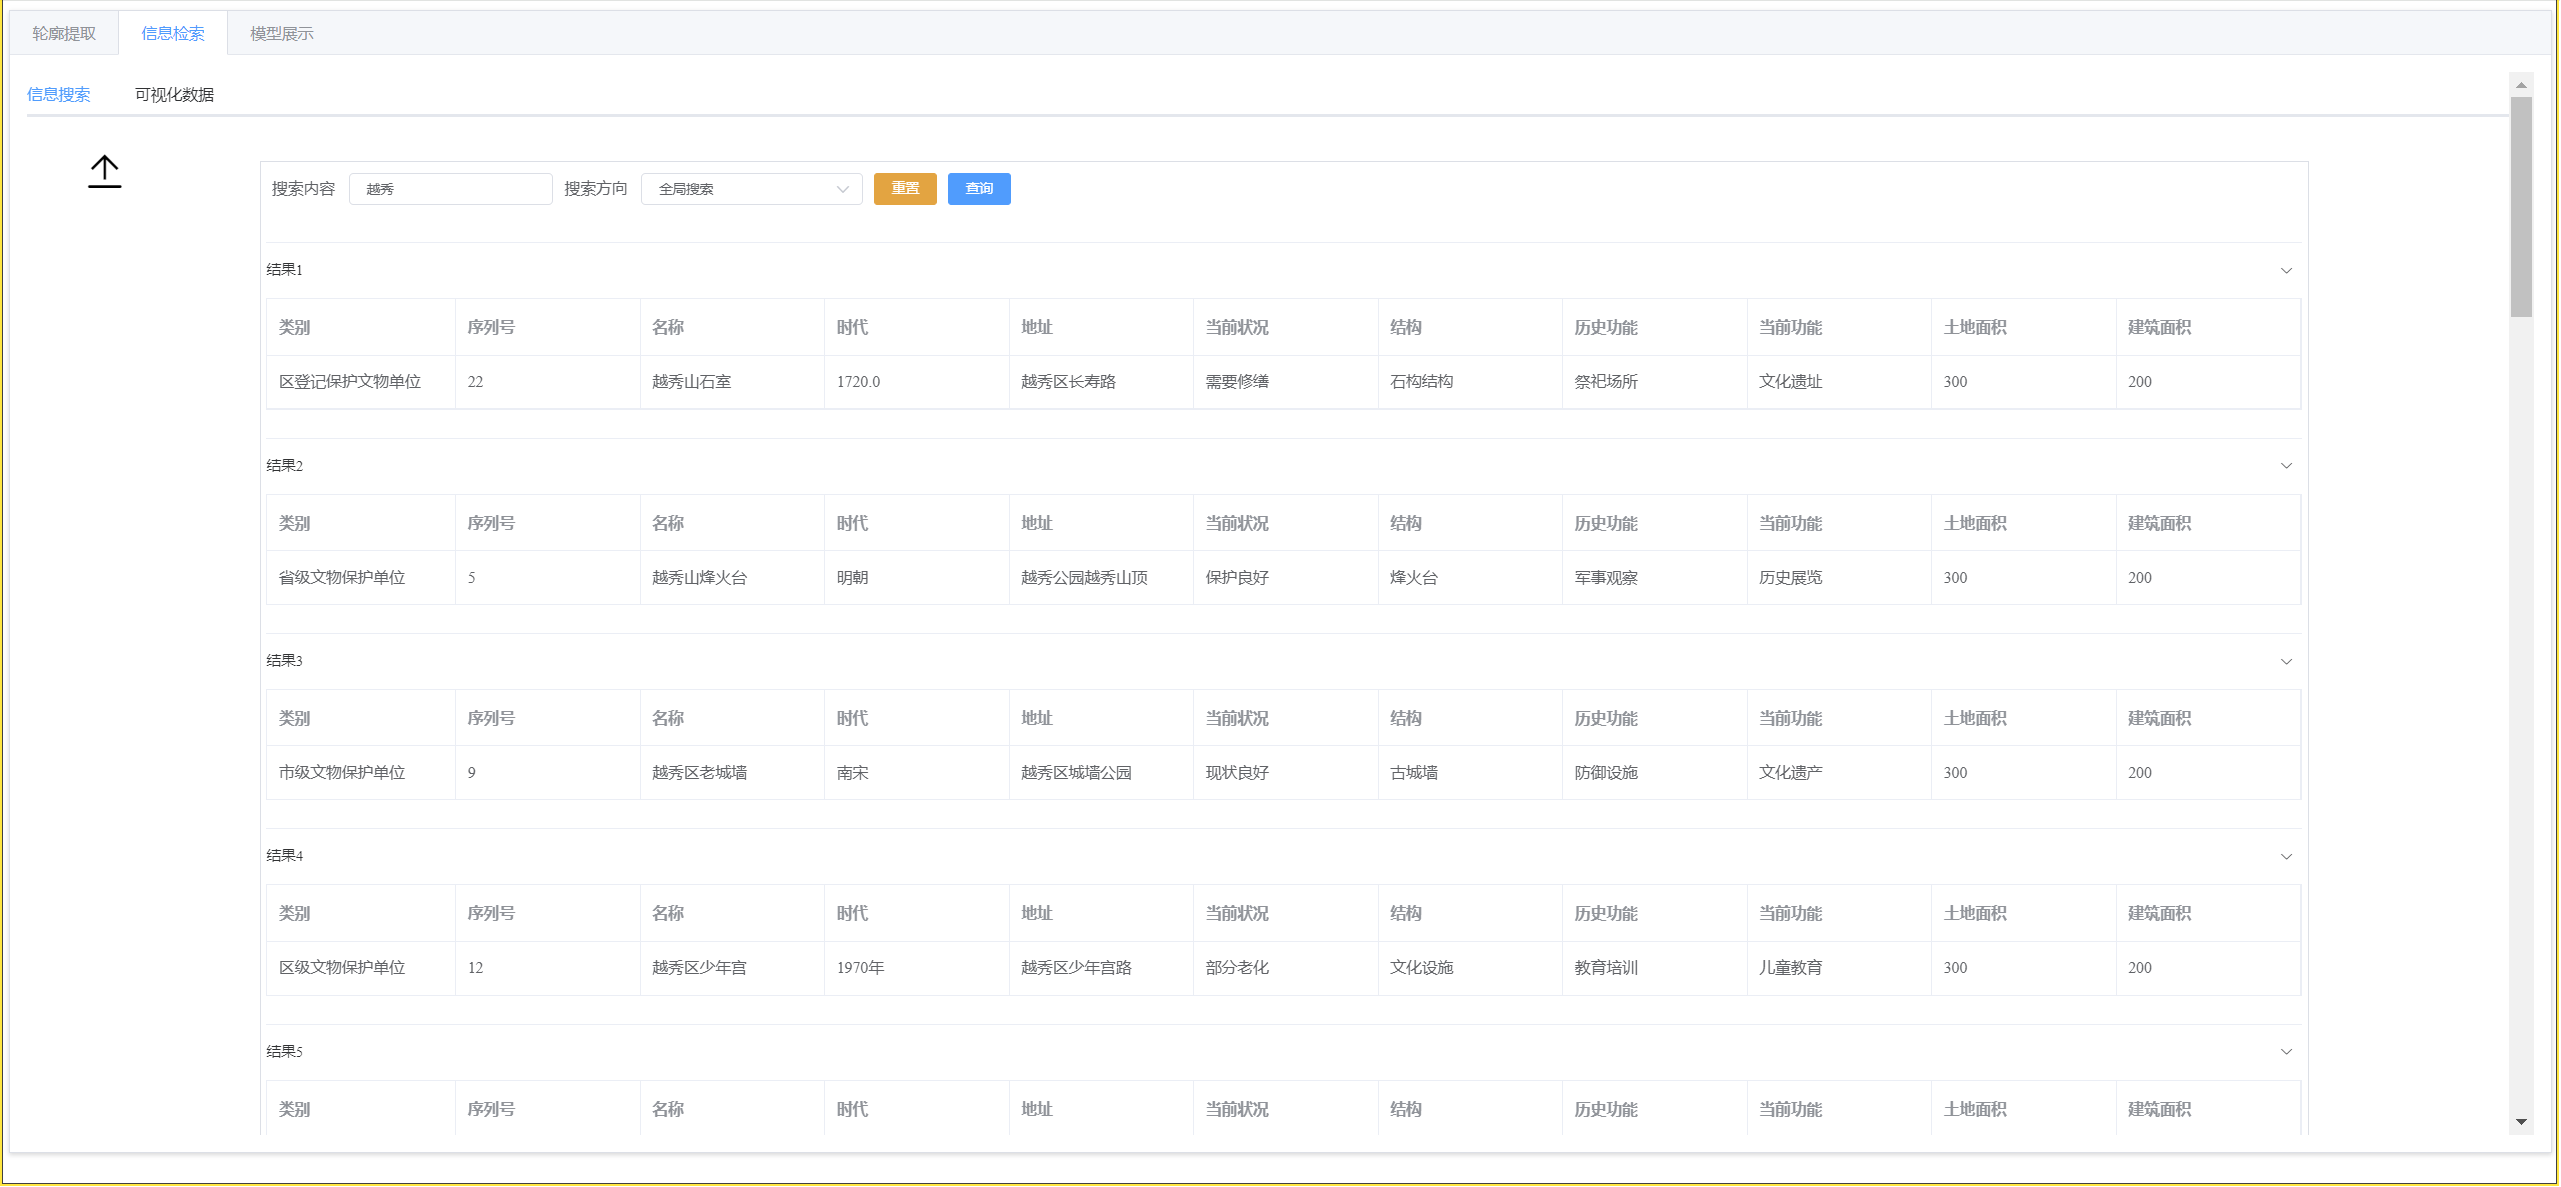 轮廓提取 信息检索 模型展示
信息搜索 可视化数据
搜索内容 越秀 搜索方向 全局搜索 重置 查询
结果1
类别 序列号 名称 时代 地址 当前状况 结构 历史功能 当前功能 土地面积 建筑面积
区登记保护文物单位 22 越秀山石室 1720.0 越秀区长寿路 需要修缮 石构结构 祭祀场所 文化遗址 300 200
结果2
类别 序列号 名称 时代 地址 当前状况 结构 历史功能 当前功能 土地面积 建筑面积
省级文物保护单位 5 越秀山烽火台 明朝 越秀公园越秀山顶 保护良好 烽火台 军事观察 历史展览 300 200
结果3
类别 序列号 名称 时代 地址 当前状况 结构 历史功能 当前功能 土地面积 建筑面积
市级文物保护单位 9 越秀区老城墙 南宋 越秀区城墙公园 现状良好 古城墙 防御设施 文化遗产 300 200
结果4
类别 序列号 名称 时代 地址 当前状况 结构 历史功能 当前功能 土地面积 建筑面积
区级文物保护单位 12 越秀区少年宫 1970年 越秀区少年宫路 部分老化 文化设施 教育培训 儿童教育 300 200
结果5
类别 序列号 名称 时代 地址 当前状况 结构 历史功能 当前功能 土地面积 建筑面积